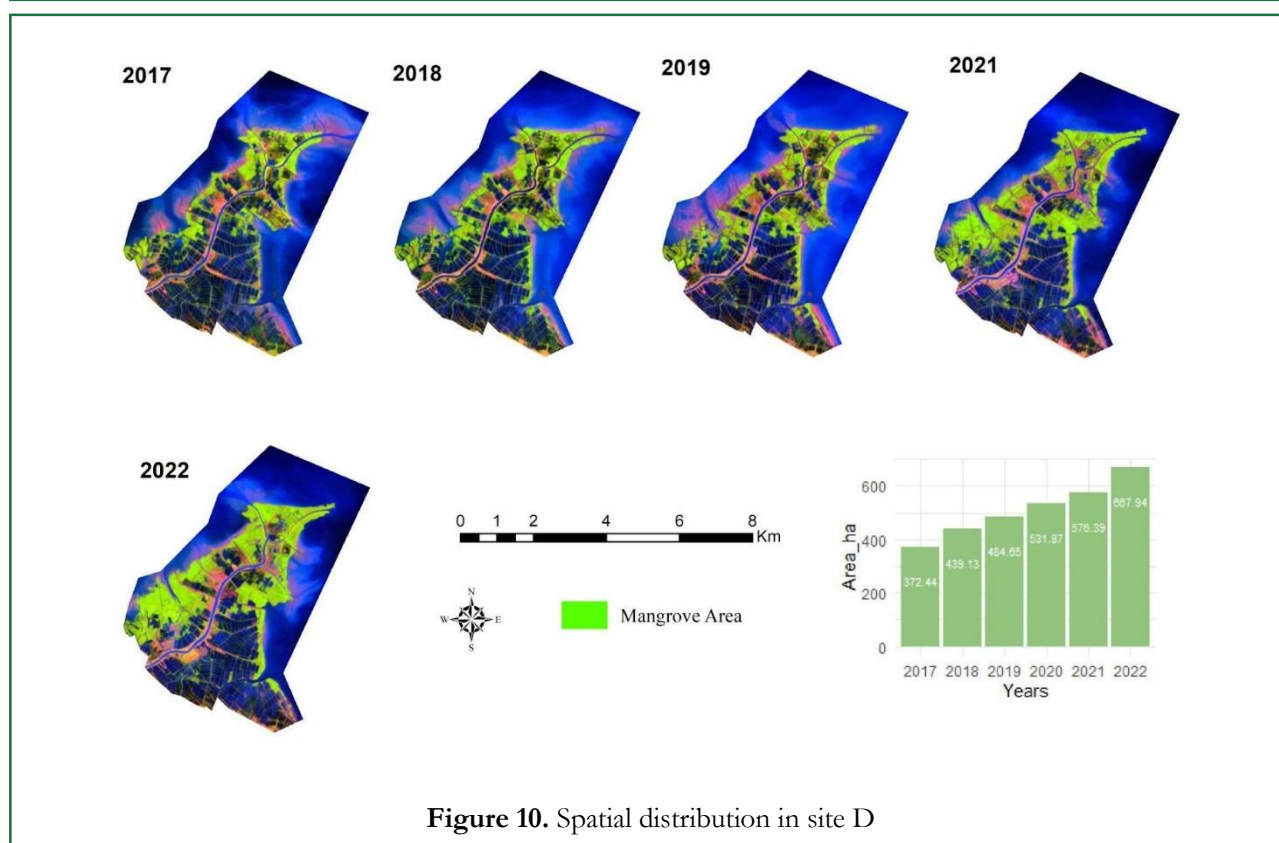 2017
2018
2019
2021
2022
0 1 2 4 6 8
Km
N
W E
S
Mangrove Area
Area_ha
600
400
200
0
372.44
439.13
484.65
531.87
576.39
667.94
2017 2018 2019 2020 2021 2022
Years
Figure 10. Spatial distribution in site D